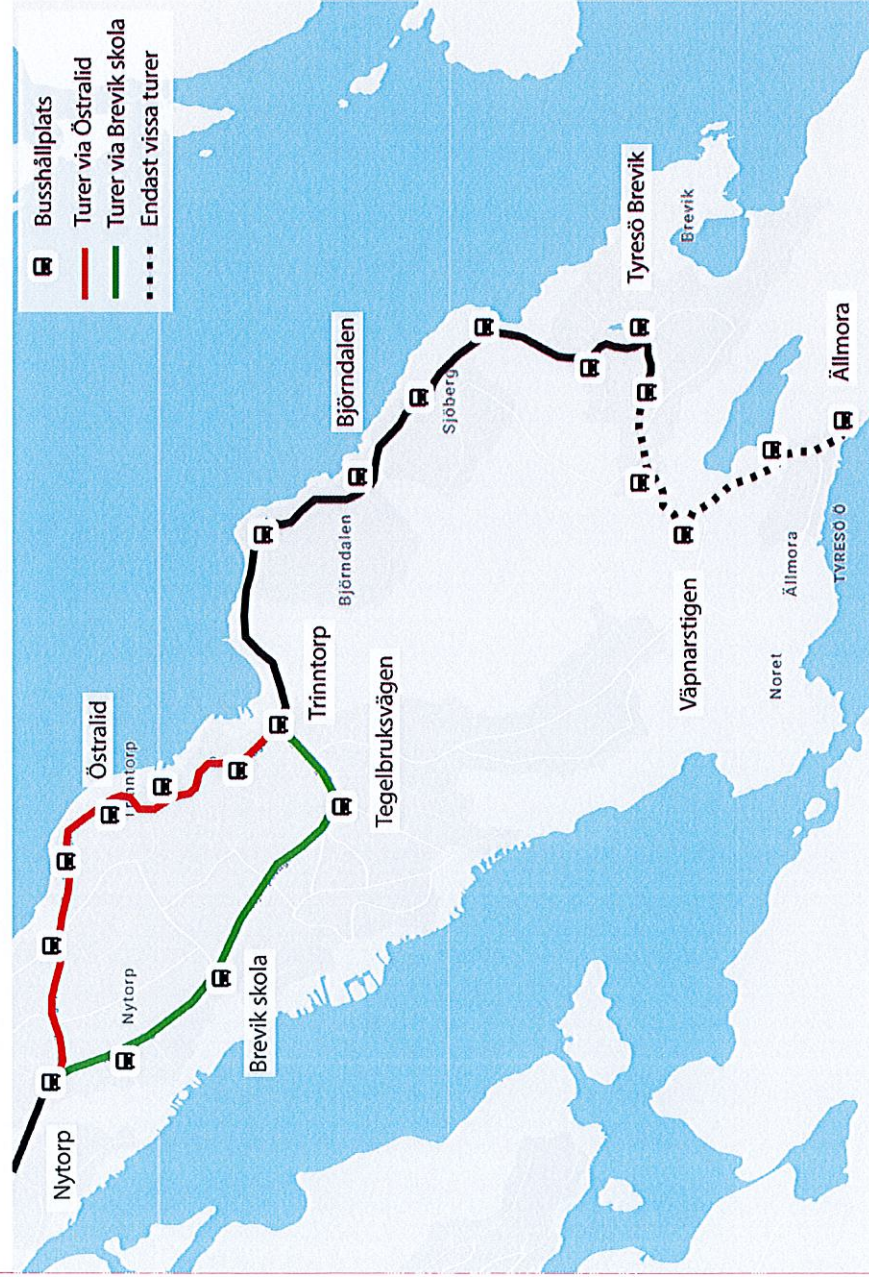 Busshållplats
Turer via Östralid
Turer via Brevik skola
Endast vissa turer
Nytorp
Nytorp
Östralid
Trinntorp
Brevik skola
Tegelbruksvägen
Trinntorp
Björndalen
Björndalen
Sjöberg
Tyresö Brevik
Brevik
Väpnarstigen
Ällmora
Ällmora
Noret
TYRESÖ Ö